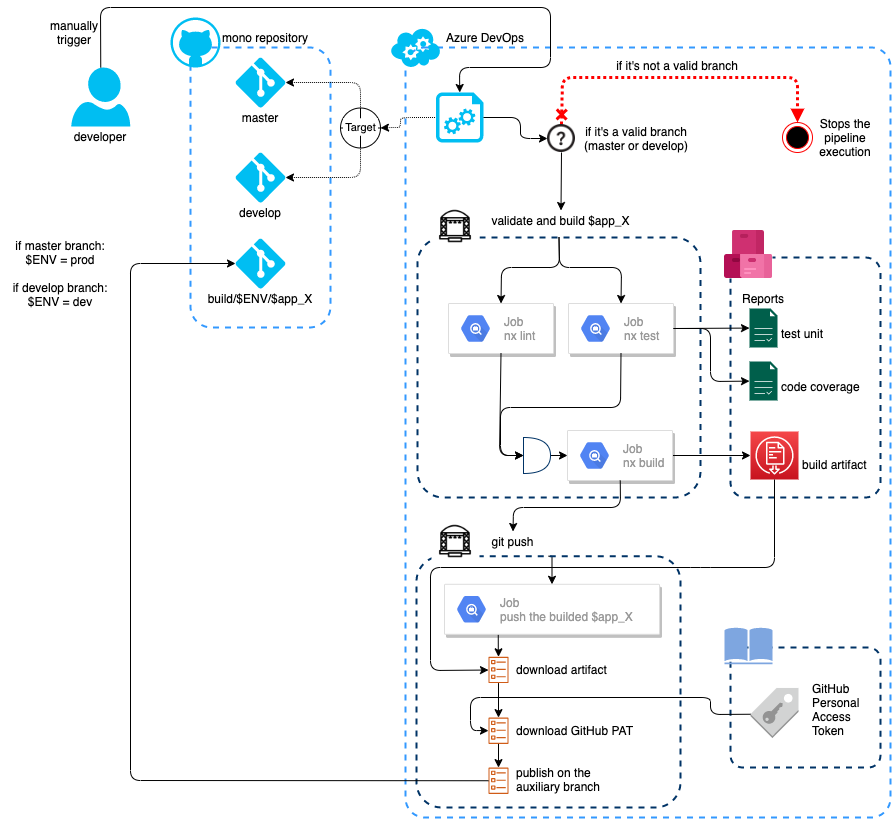 manually
trigger
developer
mono repository
master
develop
build/$ENV/$app_X
Target
if master branch:
$ENV = prod
if develop branch:
$ENV = dev
Azure DevOps
if it's not a valid branch
?
if it's a valid branch
(master or develop)
Stops the
pipeline
execution
validate and build $app_X
Job
nx lint
Job
nx test
Job
nx build
Reports
test unit
code coverage
build artifact
git push
Job
push the builded $app_X
download artifact
download GitHub PAT
publish on the
auxiliary branch
GitHub
Personal
Access
Token